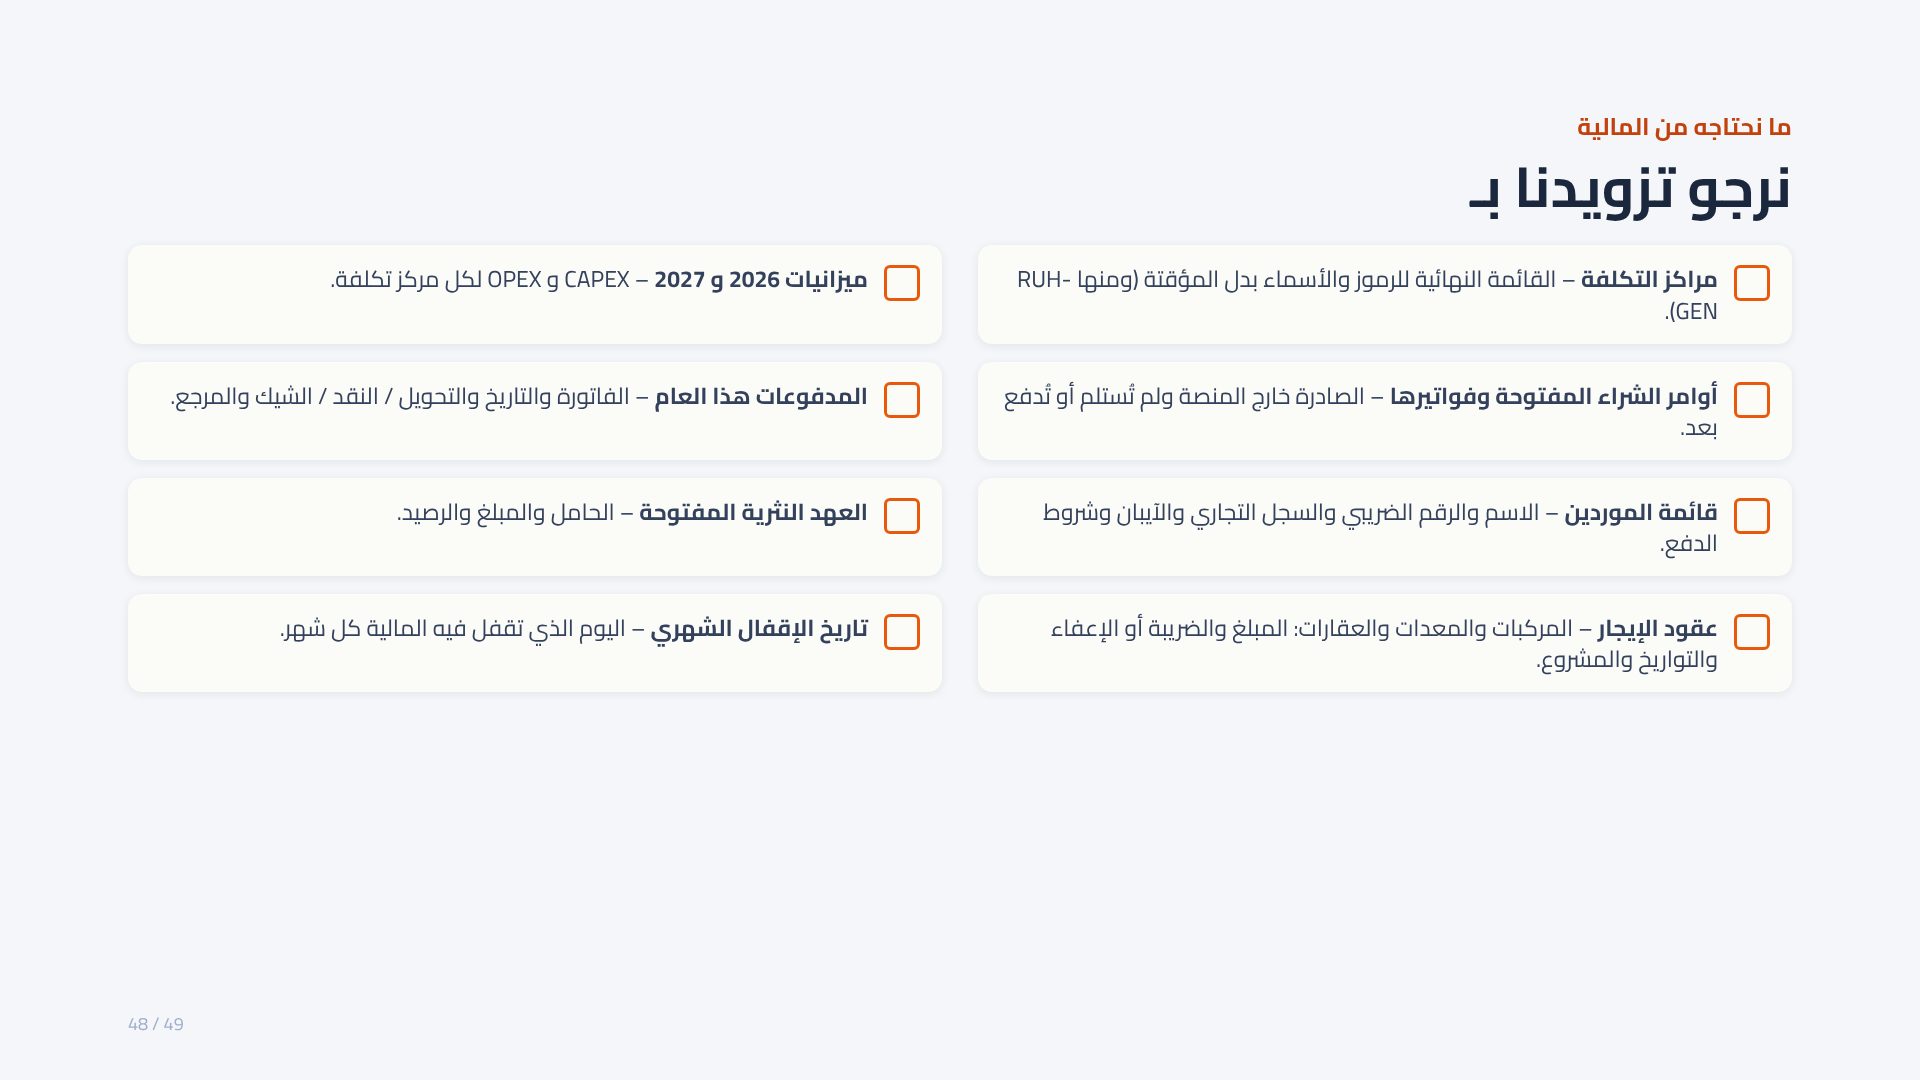 ما نحتاجه من المالية
نرجو تزويدنا بـ
مراكز التكلفة – القائمة النهائية للرموز والأسماء بدل المؤقتة (ومنها RUH-
GEN).
ميزانيات 2026 و 2027 – CAPEX و OPEX لكل مركز تكلفة.
أوامر الشراء المفتوحة وفواتيرها – الصادرة خارج المنصة ولم تُستلم أو تُدفع
بعد.
المدفوعات هذا العام – الفاتورة والتاريخ والتحويل / النقد / الشيك والمرجع.
قائمة الموردين – الاسم والرقم الضريبي والسجل التجاري والآيبان وشروط
الدفع.
العهد النثرية المفتوحة – الحامل والمبلغ والرصيد.
عقود الإيجار – المركبات والمعدات والعقارات: المبلغ والضريبة أو الإعفاء
والتواريخ والمشروع.
تاريخ الإقفال الشهري – اليوم الذي تقفل فيه المالية كل شهر.
48 / 49